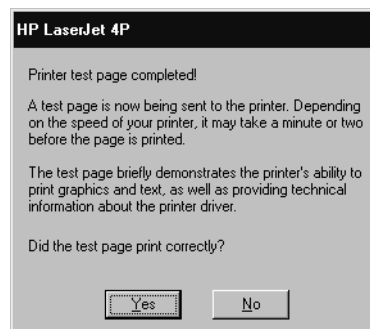 HP LaserJet 4P
Printer test page completed!
A test page is now being sent to the printer. Depending
on the speed of your printer, it may take a minute or two
before the page is printed.
The test page briefly demonstrates the printer's ability to
print graphics and text, as well as providing technical
information about the printer driver.
Did the test page print correctly?
Yes No